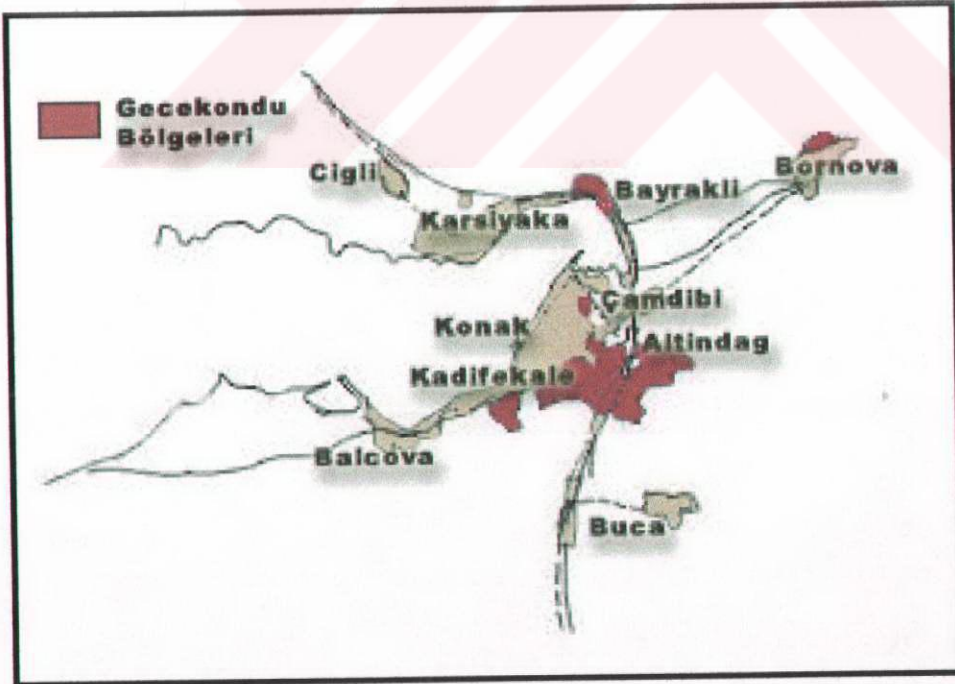 Gecekondu
Bölgeleri
Cigli
Bayrakli
Bornova
Karsiyaka
Çamdibi
Konak
Altindag
Kadifekale
Balcova
Buca